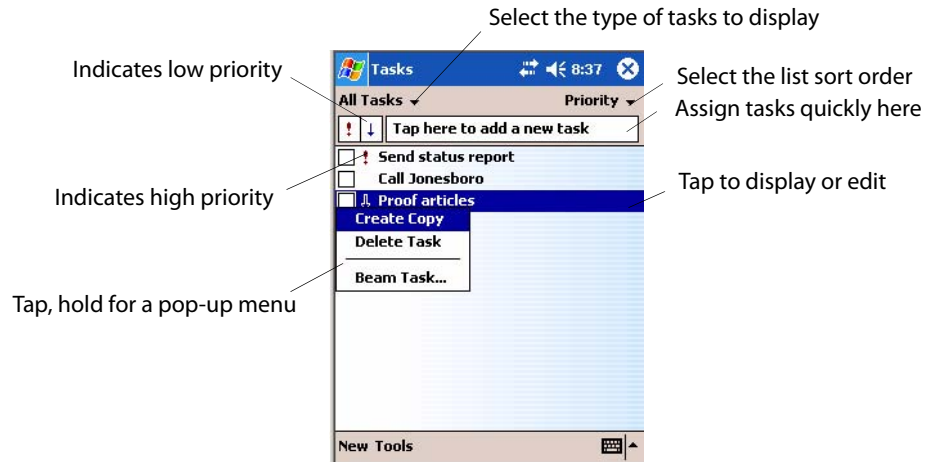 Select the type of tasks to display
Indicates low priority
Tasks
8:37
Select the list sort order
All Tasks
Priority
Assign tasks quickly here
Tap here to add a new task
Send status report
Call Jonesboro
Indicates high priority
Tap to display or edit
Proof articles
Create Copy
Delete Task
Beam Task...
Tap, hold for a pop-up menu
New Tools